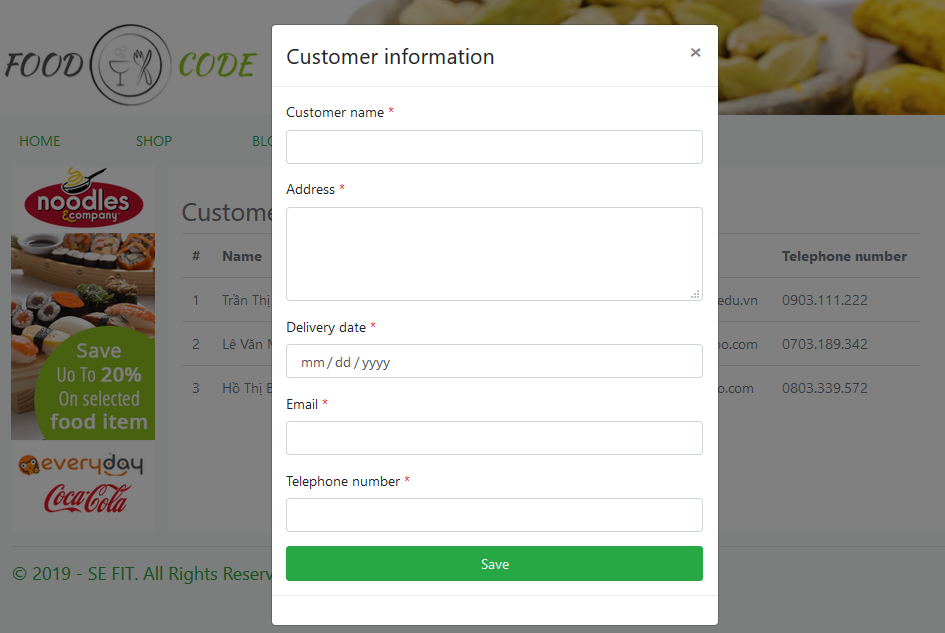 FOOD CODE
Customer information ×
HOME SHOP
Customer name *
Address *
Delivery date *
mm / dd / yyyy
Email *
Telephone number *
Save
noodles
&company
Save
Uo To 20%
On selected
food item
everyday
Coca-Cola
# Name Telephone number
1 Trần Thị edu.vn 0903.111.222
2 Lê Văn .com 0703.189.342
3 Hồ Thị .com 0803.339.572
© 2019 - SE FIT. All Rights